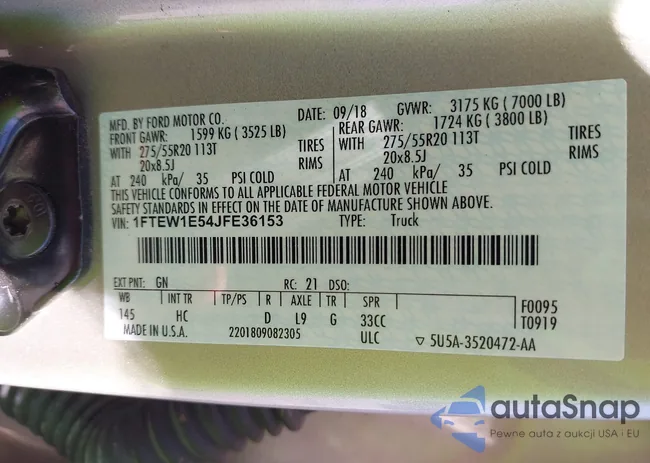 MFD. BY FORD MOTOR CO. DATE: 09/18 GVWR: 3175 KG ( 7000 LB)
FRONT GAWR: 1599 KG ( 3525 LB) REAR GAWR: 1724 KG ( 3800 LB)
WITH 275/55R20 113T TIRES WITH 275/55R20 113T TIRES
20x8.5J RIMS 20x8.5J RIMS
AT 240 kPa/ 35 PSI COLD AT 240 kPa/ 35 PSI COLD
THIS VEHICLE CONFORMS TO ALL APPLICABLE FEDERAL MOTOR VEHICLE
SAFETY STANDARDS IN EFFECT ON THE DATE OF MANUFACTURE SHOWN ABOVE.
VIN: 1FTEW1E54JFE36153 TYPE: Truck
EXT PNT: GN RC: 21 DSO:
WB INT TR TP/PS R AXLE TR SPR F0095
145 HC D L9 G 33CC T0919
MADE IN U.S.A. 2201809082305 ULC 5U5A-3520472-AA
autaSnap
Pewne auta z aukcji USA i EU